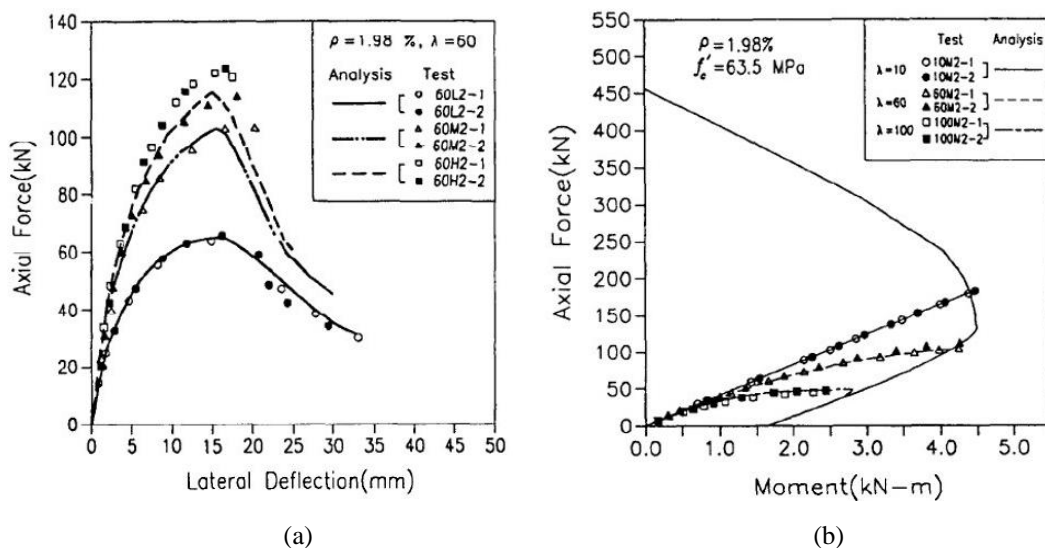 140
120
100
80
60
40
20
0
0 5 10 15 20 25 30 35 40 45 50
Axial Force(kN)
Lateral Deflection(mm)
ρ=1.98 %, λ=60
Analysis Test
60L2-1
60L2-2
60M2-1
60M2-2
60H2-1
60H2-2
(a)
550
500
450
400
350
300
250
200
150
100
50
0
0.0 1.0 2.0 3.0 4.0 5.0
Axial Force(kN)
Moment(kN-m)
ρ=1.98%
f'c=63.5 MPa
Test Analysis
λ=10 10M2-1
10M2-2
λ=60 60M2-1
60M2-2
λ=100 100M2-1
100M2-2
(b)